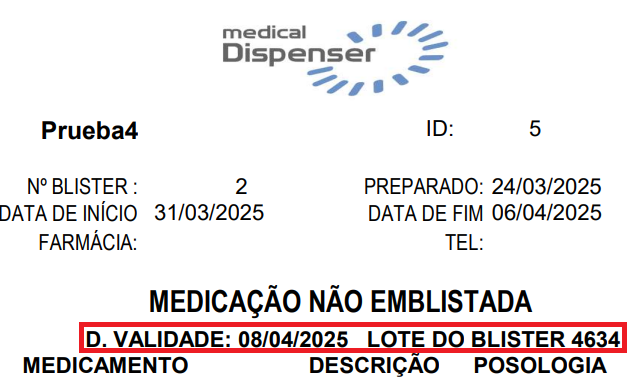 medical
Dispenser
Prueba4 ID: 5
Nº BLISTER : 2 PREPARADO: 24/03/2025
DATA DE INÍCIO 31/03/2025 DATA DE FIM 06/04/2025
FARMÁCIA: TEL:
MEDICAÇÃO NÃO EMBLISTADA
D. VALIDADE: 08/04/2025 LOTE DO BLISTER 4634
MEDICAMENTO DESCRIÇÃO POSOLOGIA